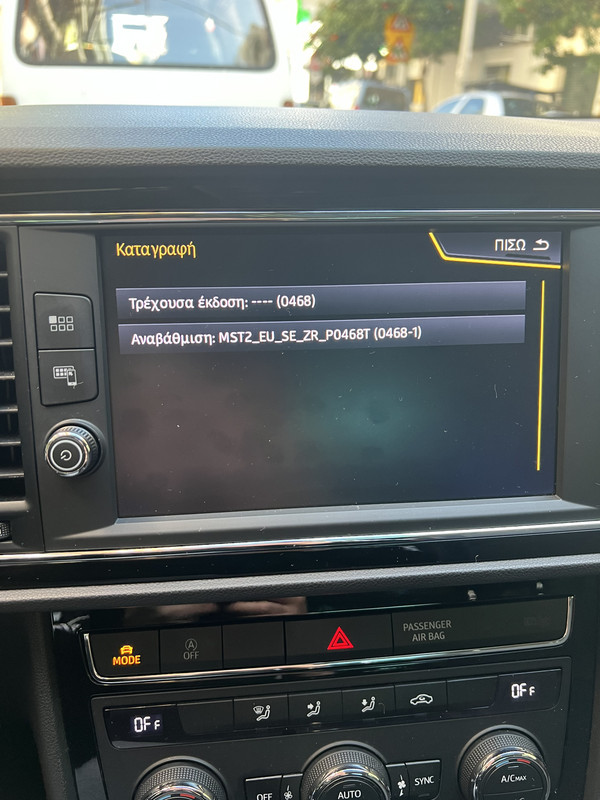 Καταγραφή
ΠΙΣΩ
Τρέχουσα έκδοση: ---- (0468)
Αναβάθμιση: MST2_EU_SE_ZR_P0468T (0468-1)
MODE
A
OFF
PASSENGER
AIR BAG
OFF
OFF
OFF
AUTO
SYNC
A/C MAX